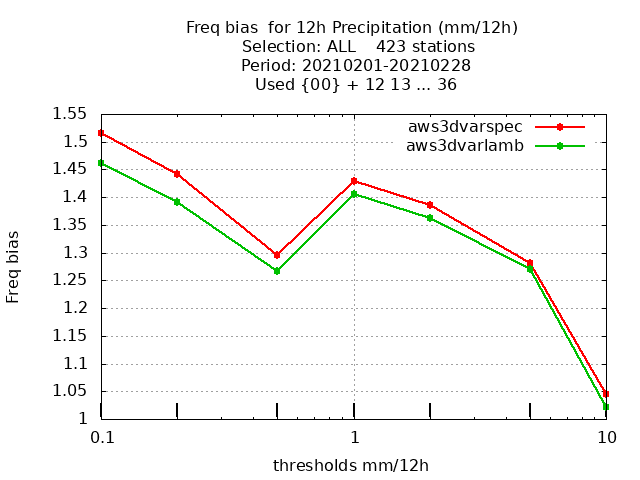 Freq bias  for 12h Precipitation (mm/12h)
Selection: ALL    423 stations
Period: 20210201-20210228
Used {00} + 12 13 ... 36
aws3dvarspec
aws3dvarlamb
Freq bias
1.55
1.5
1.45
1.4
1.35
1.3
1.25
1.2
1.15
1.1
1.05
1
0.1
1
10
thresholds mm/12h